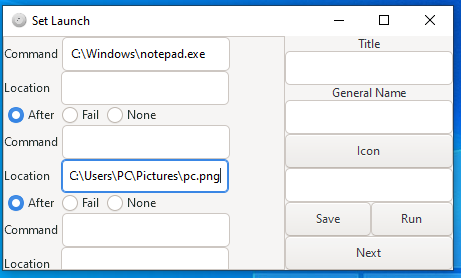 Set Launch
Command C:\Windows\notepad.exe
Location
After Fail None
Command
Location C:\Users\PC\Pictures\pc.png
After Fail None
Command
Location
Title
General Name
Icon
Save Run
Next